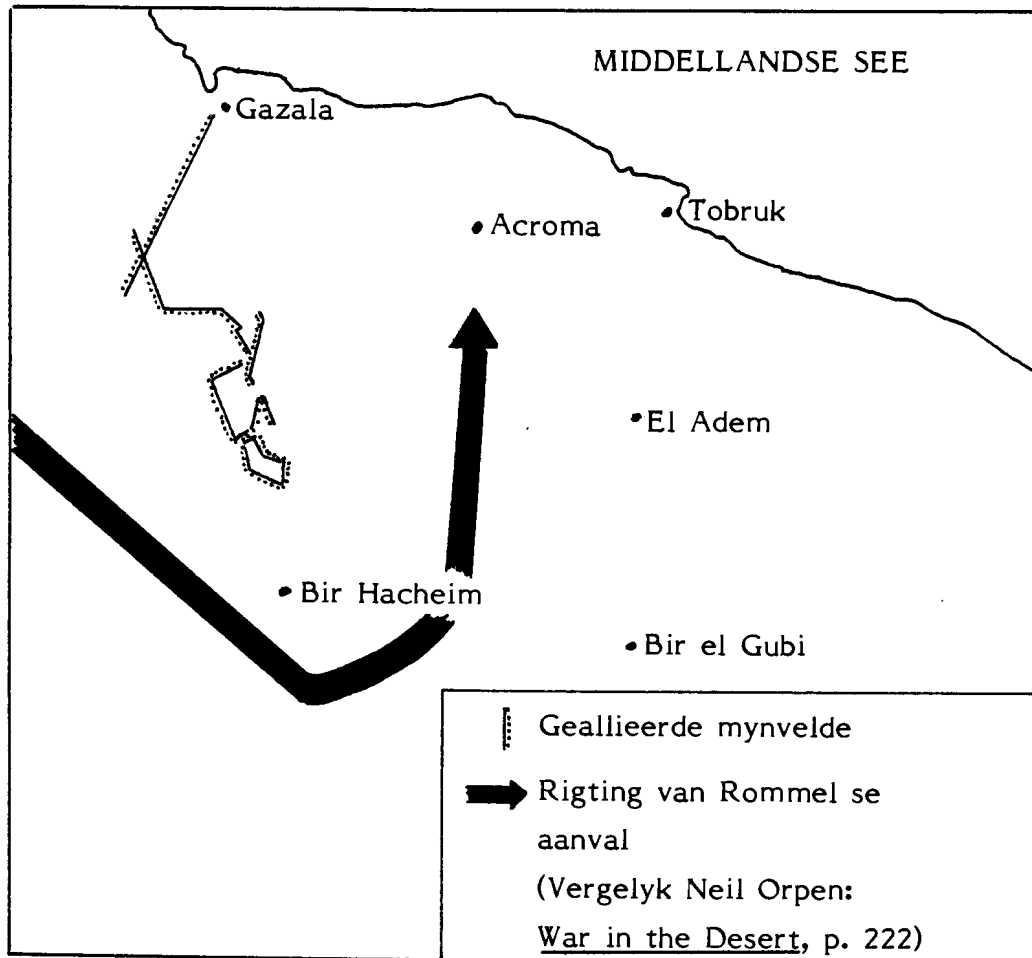 MIDDELLANDSE SEE
Gazala
Acroma
Tobruk
El Adem
Bir Hacheim
Bir el Gubi
Geallieerde mynvelde
Rigting van Rommel se
aanval
(Vergelyk Neil Orpen:
War in the Desert, p. 222)